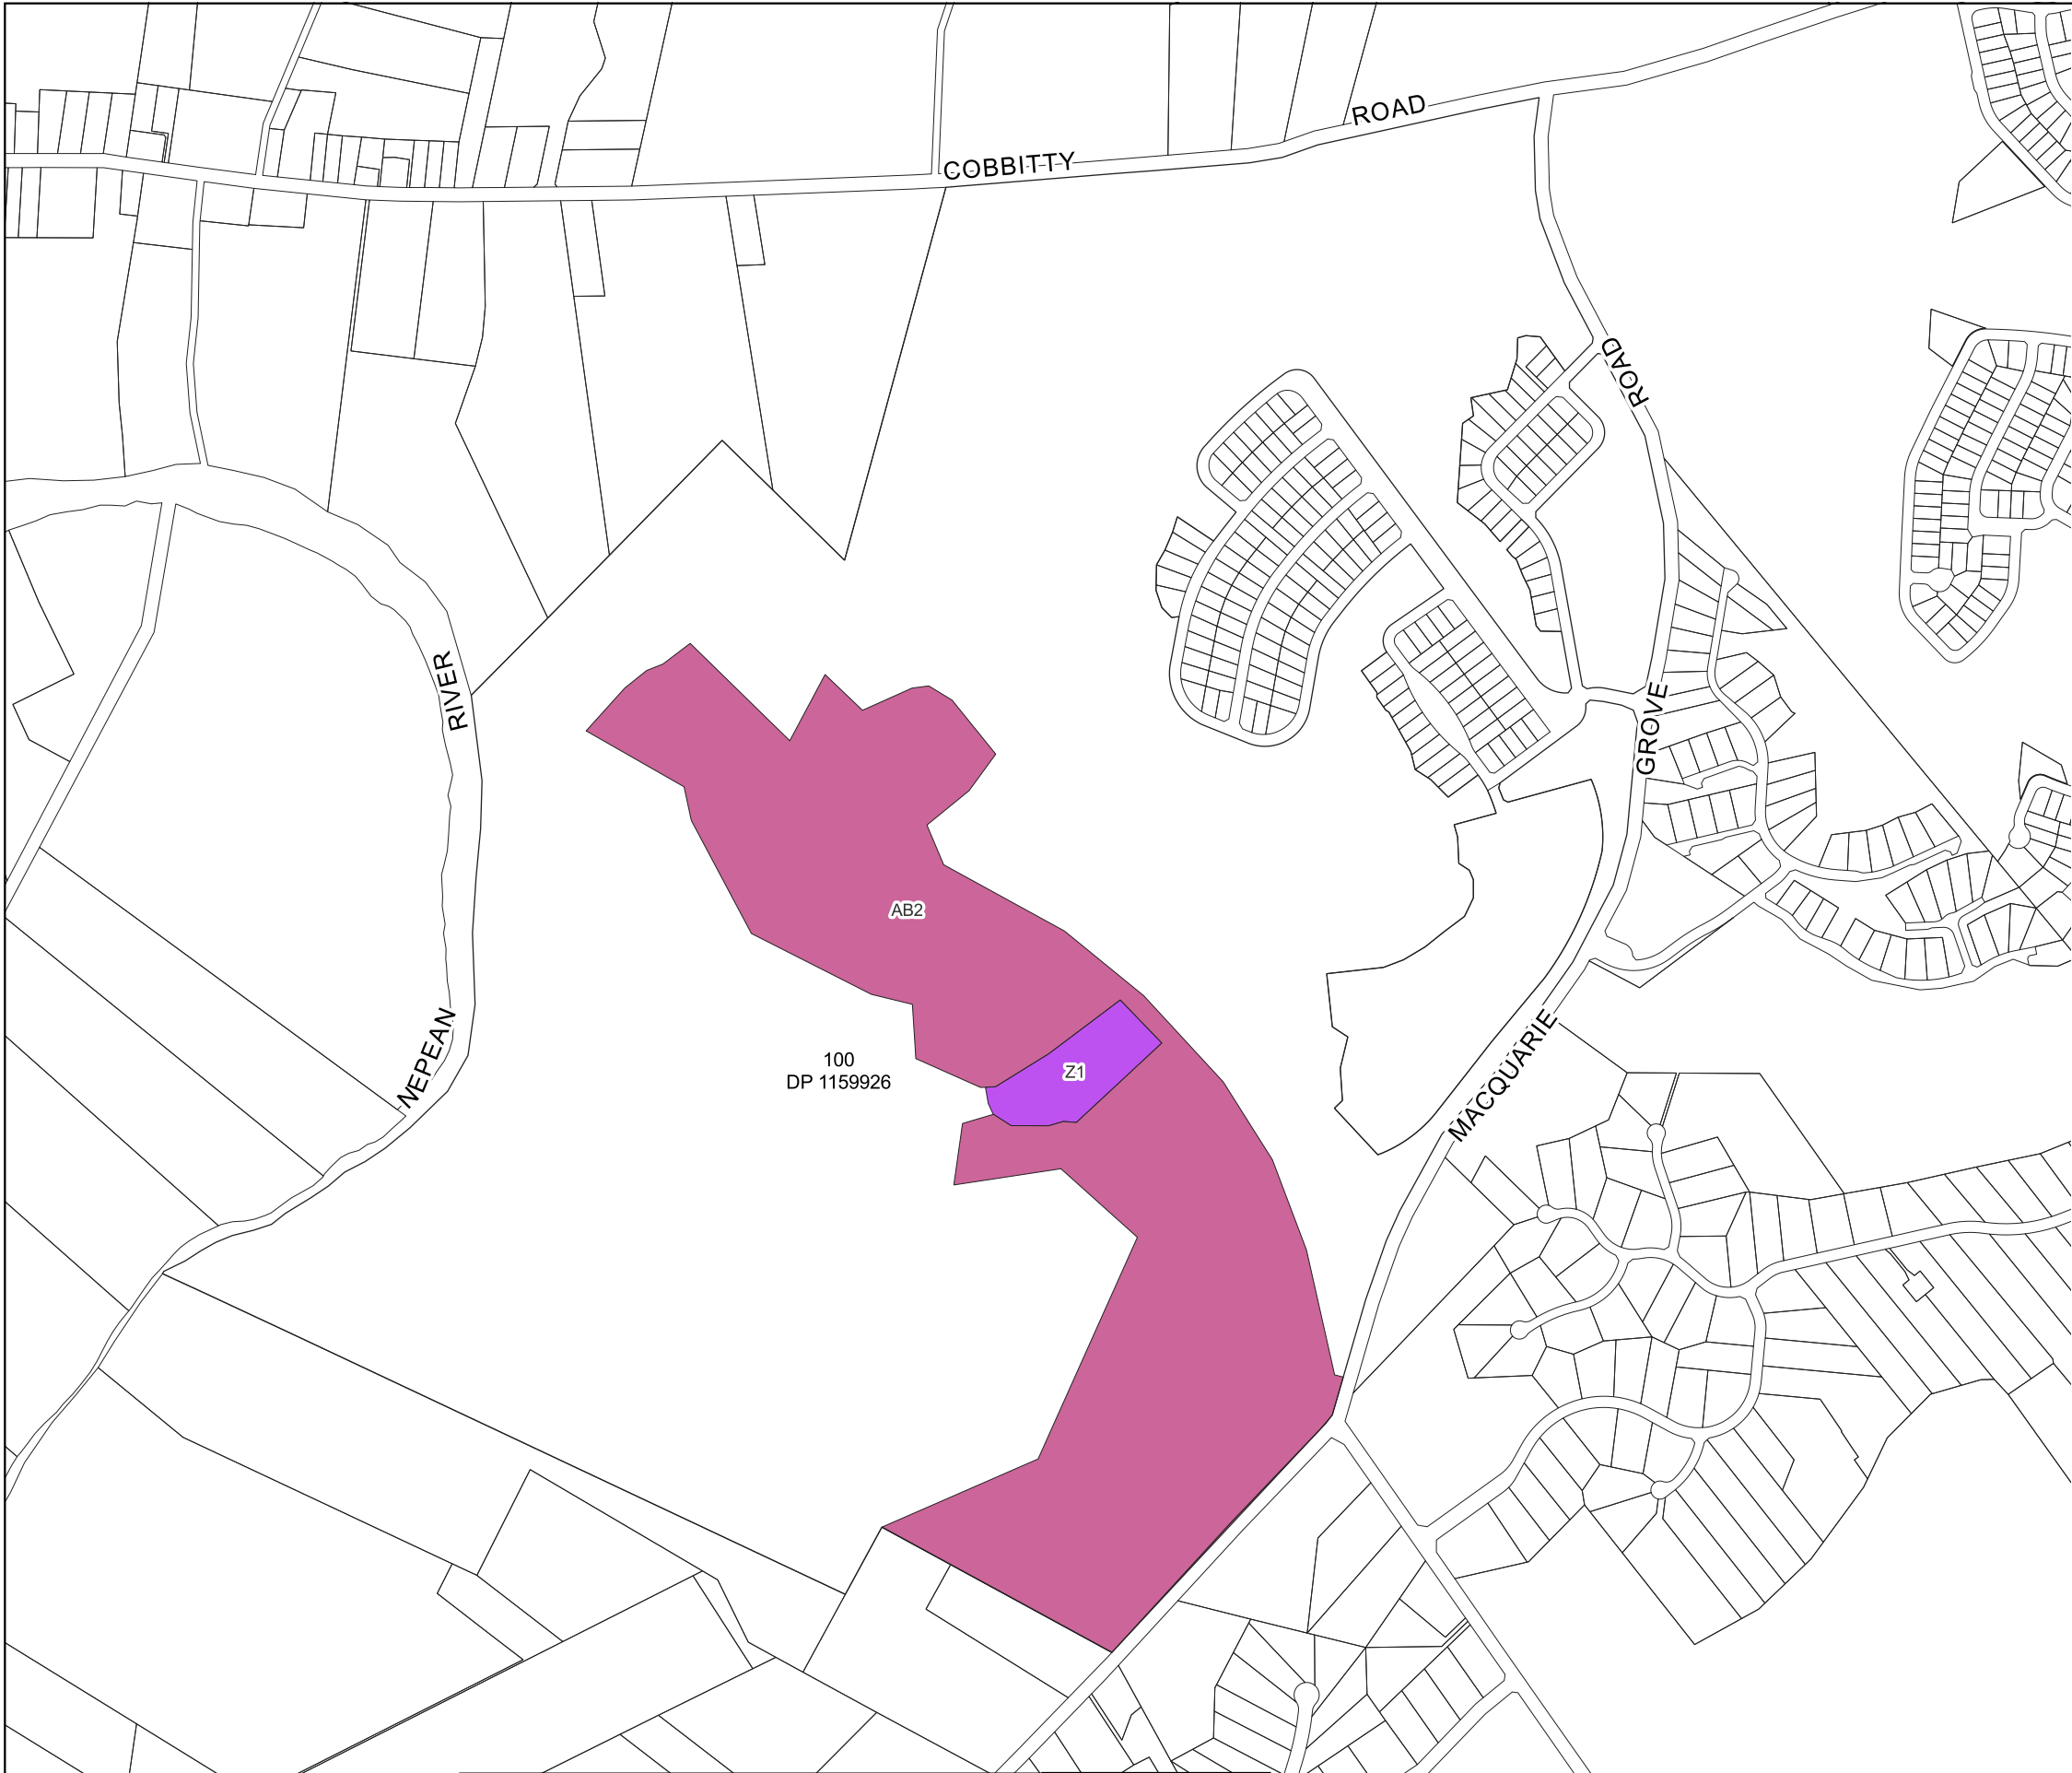 ROAD
COBBITTY
ROAD
RIVER
GROVE
AB2
NEPEAN
100
DP 1159926
Z1
MACQUARIE